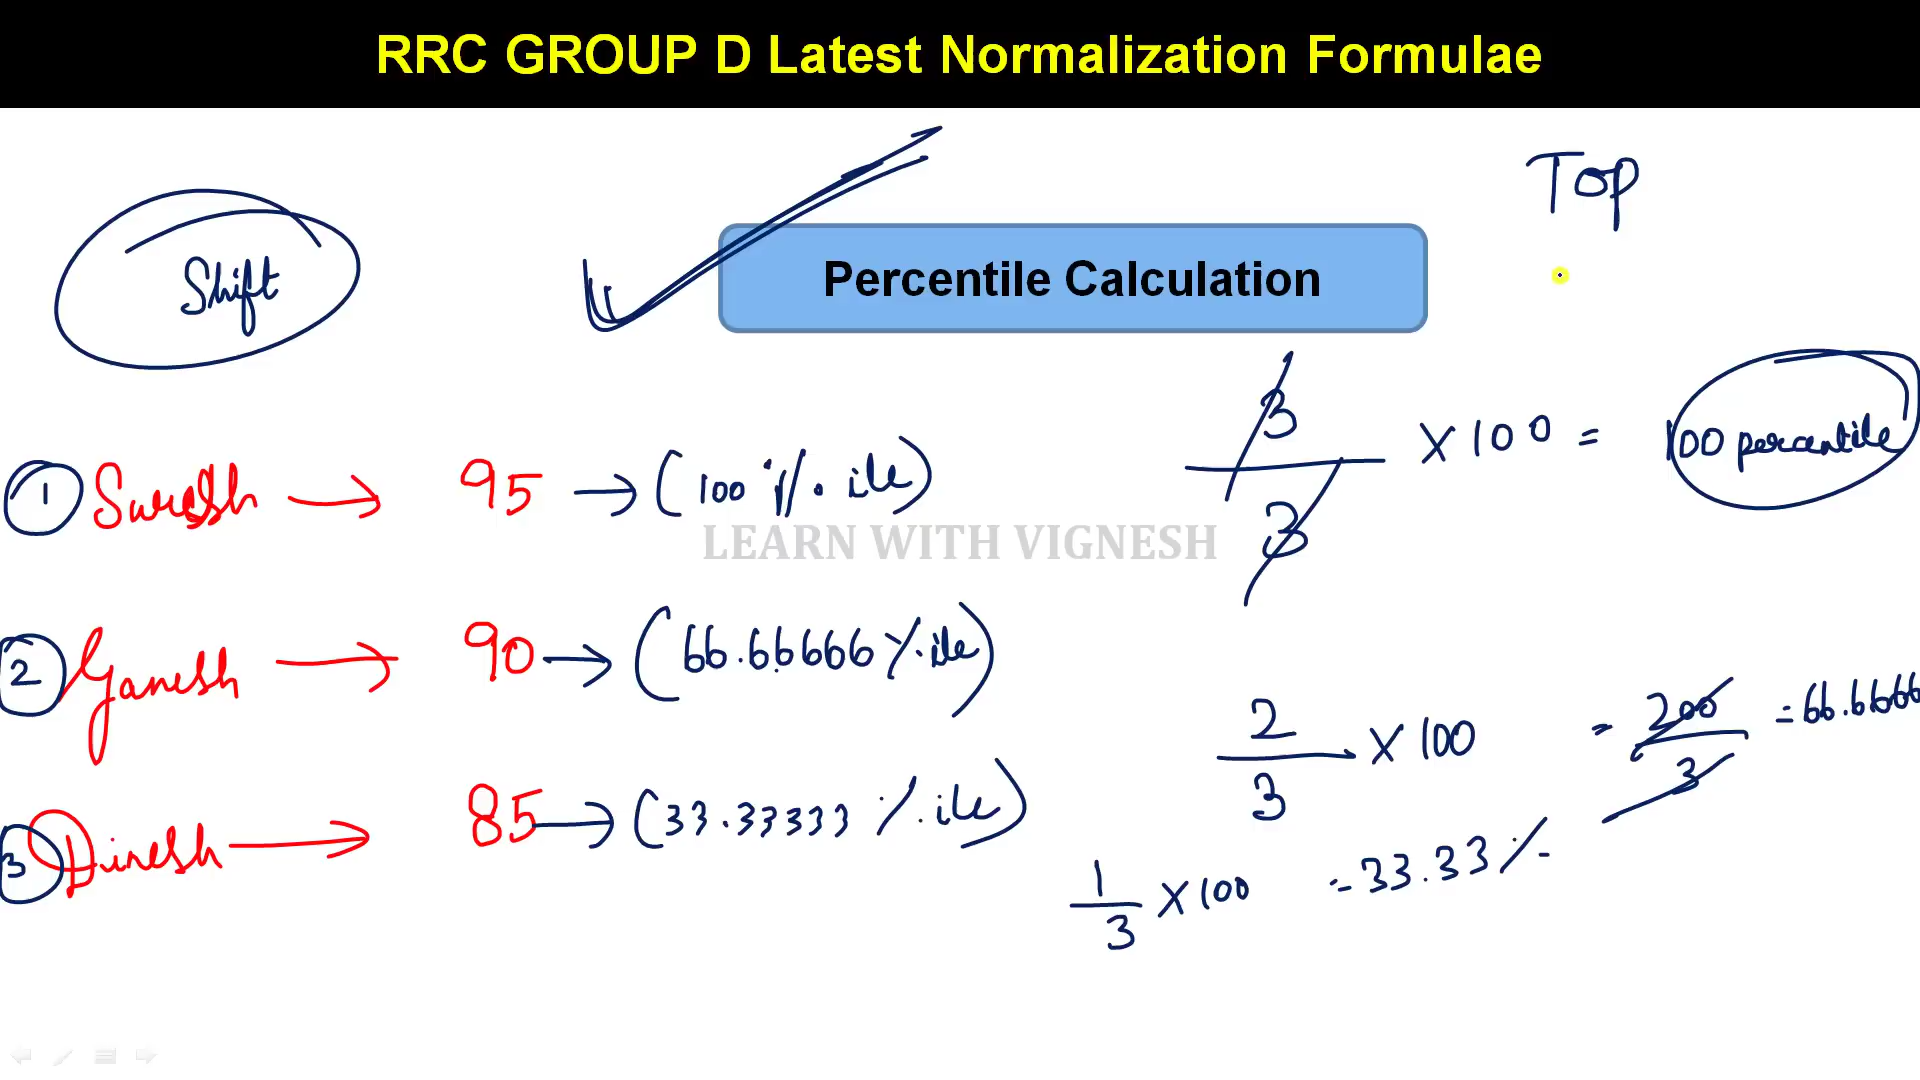 RRC GROUP D Latest Normalization Formulae
Top
Shift
Percentile Calculation
3/3 X 100 = 100 percentile
1 Suresh → 95 → (100 %.ile)
LEARN WITH VIGNESH
2 Ganesh → 90 → (66.66666 %.ile)
2/3 X 100 = 200/3 = 66.6666
3 Dinesh → 85 → (33.33333 %.ile)
1/3 X 100 = 33.33 %